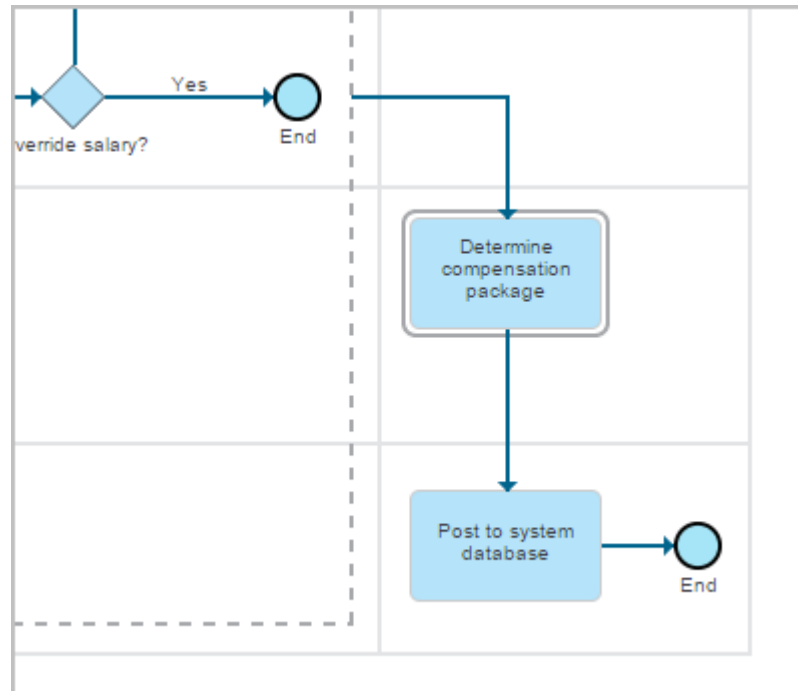 Yes
End
verride salary?
Determine
compensation
package
Post to system
database
End